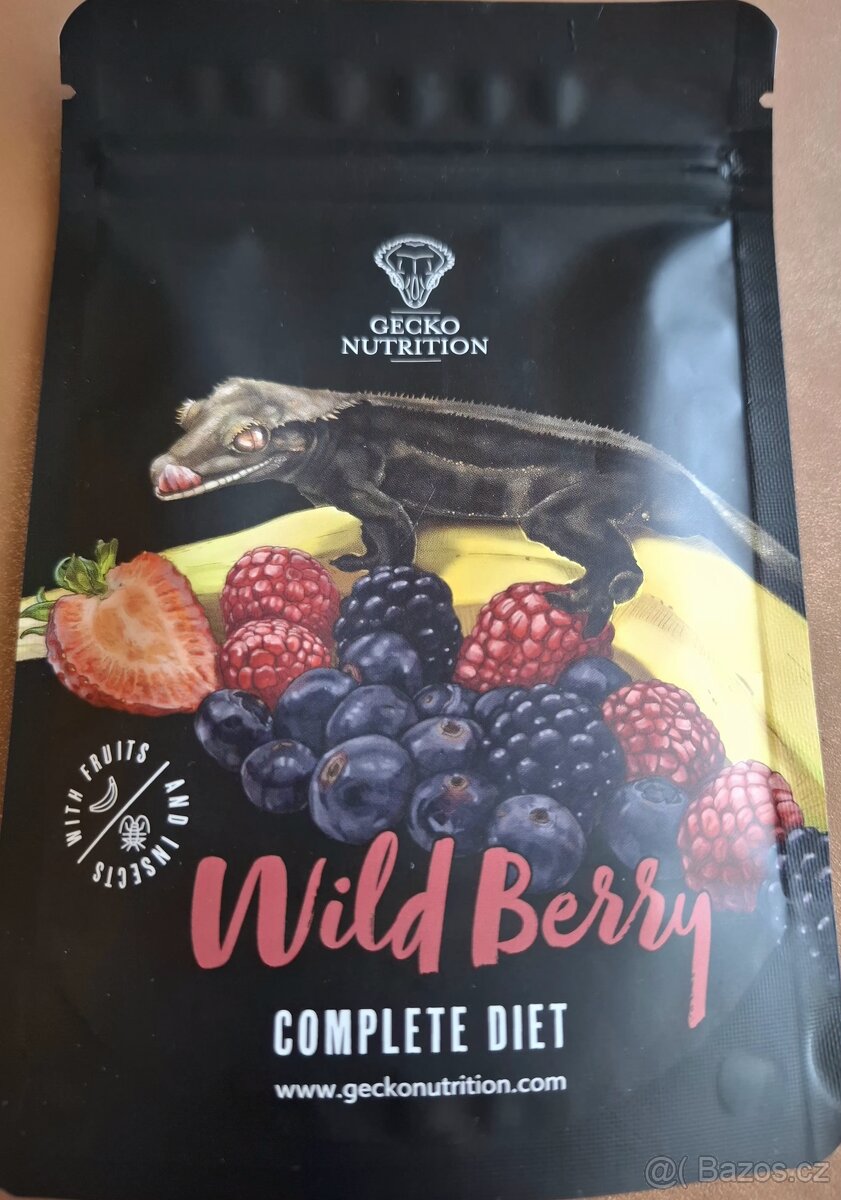 GECKO
NUTRITION
WITH FRUITS
AND INSECTS
Wild Berry
COMPLETE DIET
www.geckonutrition.com
@( Bazos.cz